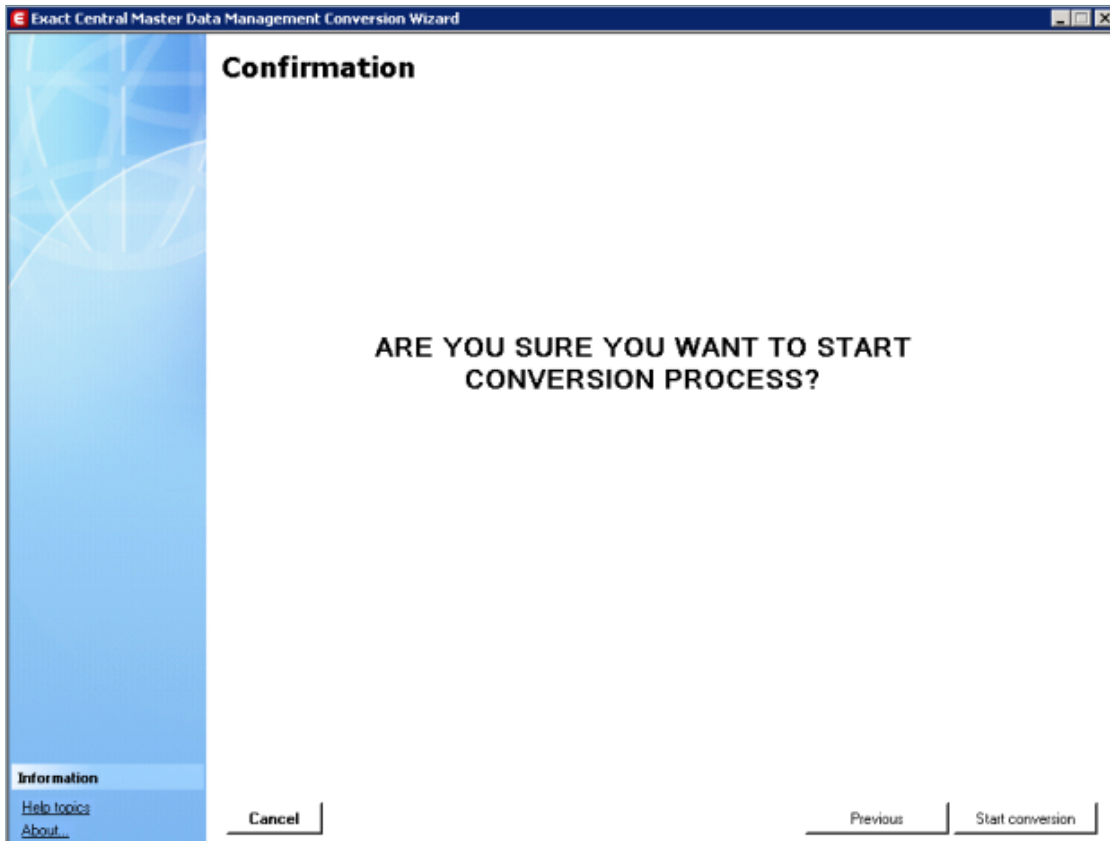 Exact Central Master Data Management Conversion Wizard
Confirmation
ARE YOU SURE YOU WANT TO START
CONVERSION PROCESS?
Information
Help topics
About...
Cancel
Previous
Start conversion